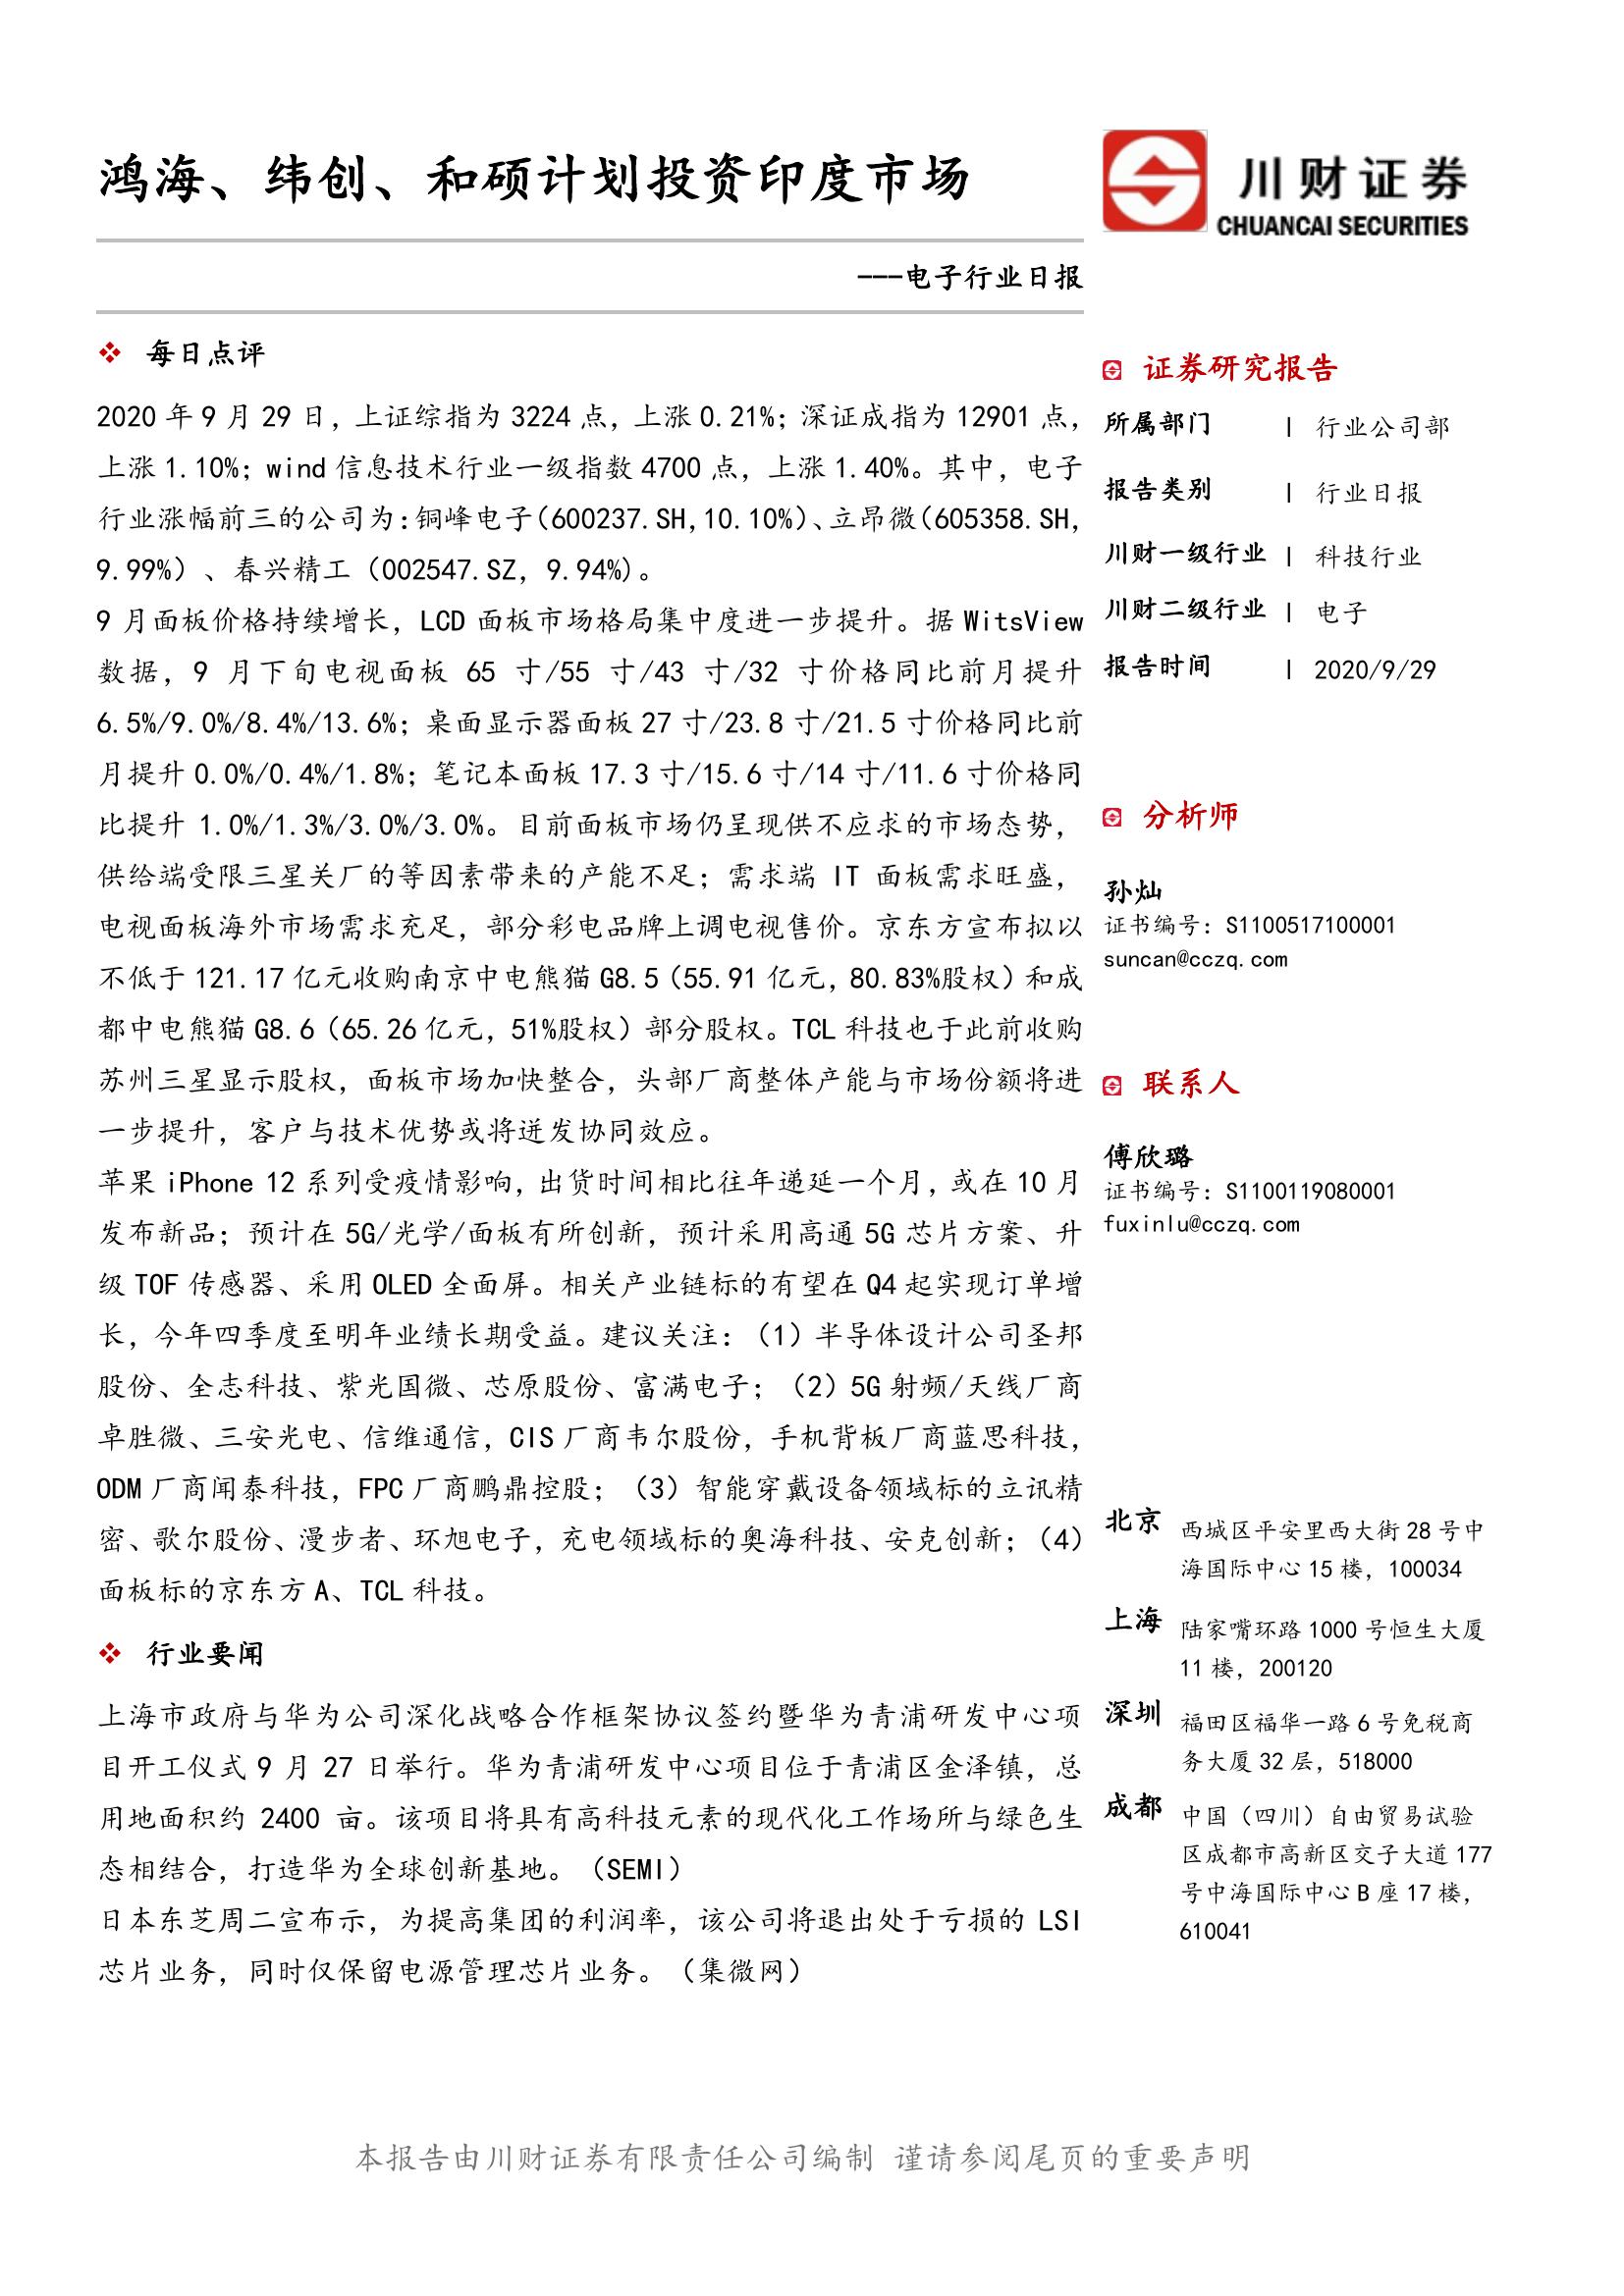 鸿海、纬创、和硕计划投资印度市场
川财证券
CHUANCAI SECURITIES
---电子行业日报
每日点评
2020 年 9 月 29 日，上证综指为 3224 点，上涨 0.21%；深证成指为 12901 点，
上涨 1.10%；wind 信息技术行业一级指数 4700 点，上涨 1.40%。其中，电子
行业涨幅前三的公司为：铜峰电子（600237.SH,10.10%）、立昂微（605358.SH,
9.99%）、春兴精工（002547.SZ, 9.94%)。
9 月面板价格持续增长，LCD 面板市场格局集中度进一步提升。据 WitsView
数据，9 月下旬电视面板 65 寸/55 寸/43 寸/32 寸价格同比前月提升
6.5%/9.0%/8.4%/13.6%；桌面显示器面板 27 寸/23.8 寸/21.5 寸价格同比前
月提升 0.0%/0.4%/1.8%；笔记本面板 17.3 寸/15.6 寸/14 寸/11.6 寸价格同
比提升 1.0%/1.3%/3.0%/3.0%。目前面板市场仍呈现供不应求的市场态势，
供给端受限三星关厂的等因素带来的产能不足；需求端 IT 面板需求旺盛，
电视面板海外市场需求充足，部分彩电品牌上调电视售价。京东方宣布拟以
不低于 121.17 亿元收购南京中电熊猫 G8.5（55.91 亿元，80.83%股权）和成
都中电熊猫 G8.6（65.26 亿元，51%股权）部分股权。TCL 科技也于此前收购
苏州三星显示股权，面板市场加快整合，头部厂商整体产能与市场份额将进
一步提升，客户与技术优势或将迸发协同效应。
苹果 iPhone 12 系列受疫情影响，出货时间相比往年递延一个月，或在 10 月
发布新品；预计在 5G/光学/面板有所创新，预计采用高通 5G 芯片方案、升
级 TOF 传感器、采用 OLED 全面屏。相关产业链标的有望在 Q4 起实现订单增
长，今年四季度至明年业绩长期受益。建议关注：（1）半导体设计公司圣邦
股份、全志科技、紫光国微、芯原股份、富满电子；（2）5G 射频/天线厂商
卓胜微、三安光电、信维通信，CIS 厂商韦尔股份，手机背板厂商蓝思科技，
ODM 厂商闻泰科技，FPC 厂商鹏鼎控股；（3）智能穿戴设备领域标的立讯精
密、歌尔股份、漫步者、环旭电子，充电领域标的奥海科技、安克创新；（4）
面板标的京东方 A、TCL 科技。
行业要闻
上海市政府与华为公司深化战略合作框架协议签约暨华为青浦研发中心项
目开工仪式 9 月 27 日举行。华为青浦研发中心项目位于青浦区金泽镇，总
用地面积约 2400 亩。该项目将具有高科技元素的现代化工作场所与绿色生
态相结合，打造华为全球创新基地。（SEMI）
日本东芝周二宣布示，为提高集团的利润率，该公司将退出处于亏损的 LSI
芯片业务，同时仅保留电源管理芯片业务。（集微网）
证券研究报告
所属部门 | 行业公司部
报告类别 | 行业日报
川财一级行业 | 科技行业
川财二级行业 | 电子
报告时间 | 2020/9/29
分析师
孙灿
证书编号：S1100517100001
suncan@cczq.com
联系人
傅欣璐
证书编号：S1100119080001
fuxinlu@cczq.com
北京 西城区平安里西大街 28 号中
海国际中心 15 楼，100034
上海 陆家嘴环路 1000 号恒生大厦
11 楼，200120
深圳 福田区福华一路 6 号免税商
务大厦 32 层，518000
成都 中国（四川）自由贸易试验
区成都市高新区交子大道 177
号中海国际中心 B 座 17 楼，
610041
本报告由川财证券有限责任公司编制 谨请参阅尾页的重要声明